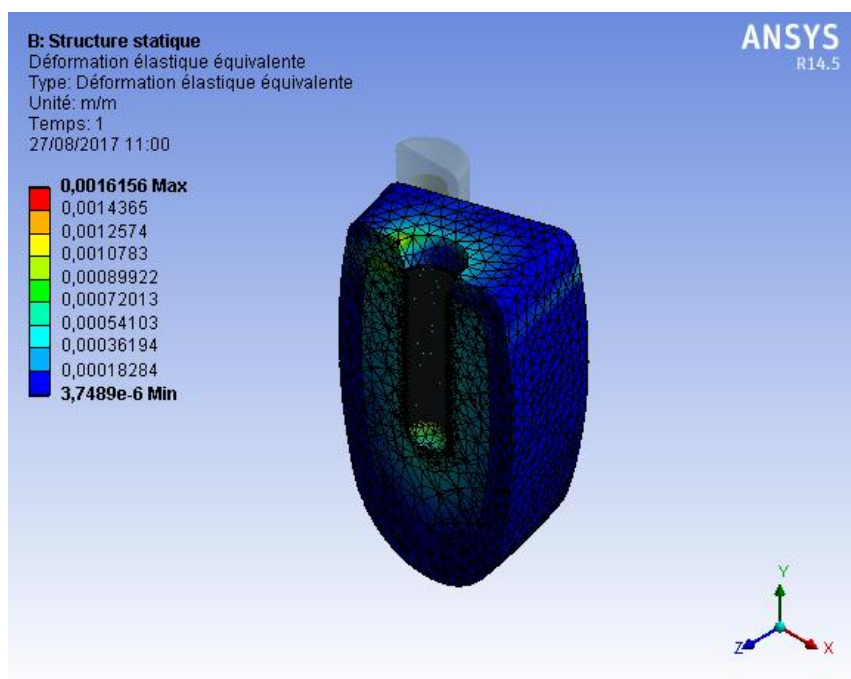 B: Structure statique
Déformation élastique équivalente
Type: Déformation élastique équivalente
Unité: m/m
Temps: 1
27/08/2017 11:00
ANSYS
R14.5
0,0016156 Max
0,0014365
0,0012574
0,0010783
0,00089922
0,00072013
0,00054103
0,00036194
0,00018284
3,7489e-6 Min
Y
Z
X